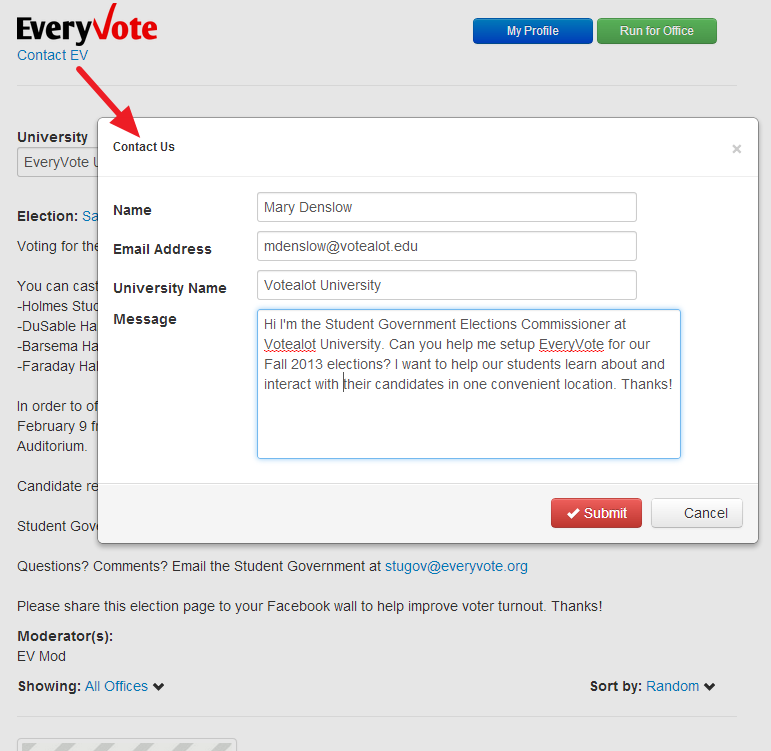 EveryVote
Contact EV
My Profile
Run for Office
University
EveryVote
Contact Us
×
Name
Mary Denslow
Email Address
mdenslow@votealot.edu
University Name
Votealot University
Message
Hi I'm the Student Government Elections Commissioner at
Votealot University. Can you help me setup EveryVote for our
Fall 2013 elections? I want to help our students learn about and
interact with their candidates in one convenient location. Thanks!
Submit
Cancel
Election: Sa
Voting for the
You can cast
-Holmes Stud
-DuSable Ha
-Barsema Ha
-Faraday Hal
In order to of
February 9 f
Auditorium.
Candidate re
Student Gov
Questions? Comments? Email the Student Government at stugov@everyvote.org
Please share this election page to your Facebook wall to help improve voter turnout. Thanks!
Moderator(s):
EV Mod
Showing: All Offices
Sort by: Random